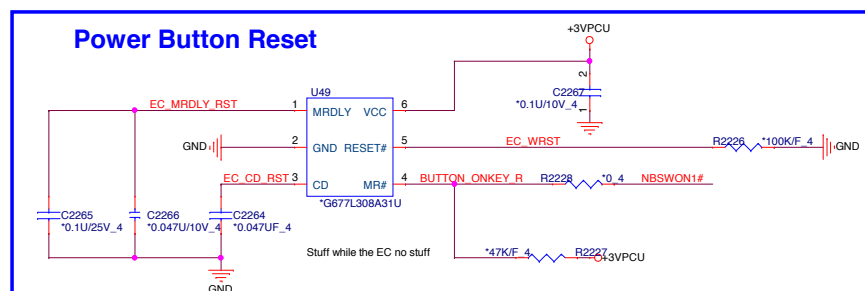 Power Button Reset
+3VPCU
U49
C2267
2
*0.1U/10V_4
1
EC_MRDLY_RST
1
MRDLY
VCC
6
GND
2
GND
RESET#
5
EC_WRST
R2226
*100K/F_4
GND
EC_CD_RST
3
CD
MR#
4
BUTTON_ONKEY_R
R2228
*0_4
NBSWON1#
*G677L308A31U
C2265
*0.1U/25V_4
C2266
*0.047U/10V_4
C2264
*0.047UF_4
Stuff while the EC no stuff
*47K/F_4
R2227
+3VPCU
GND